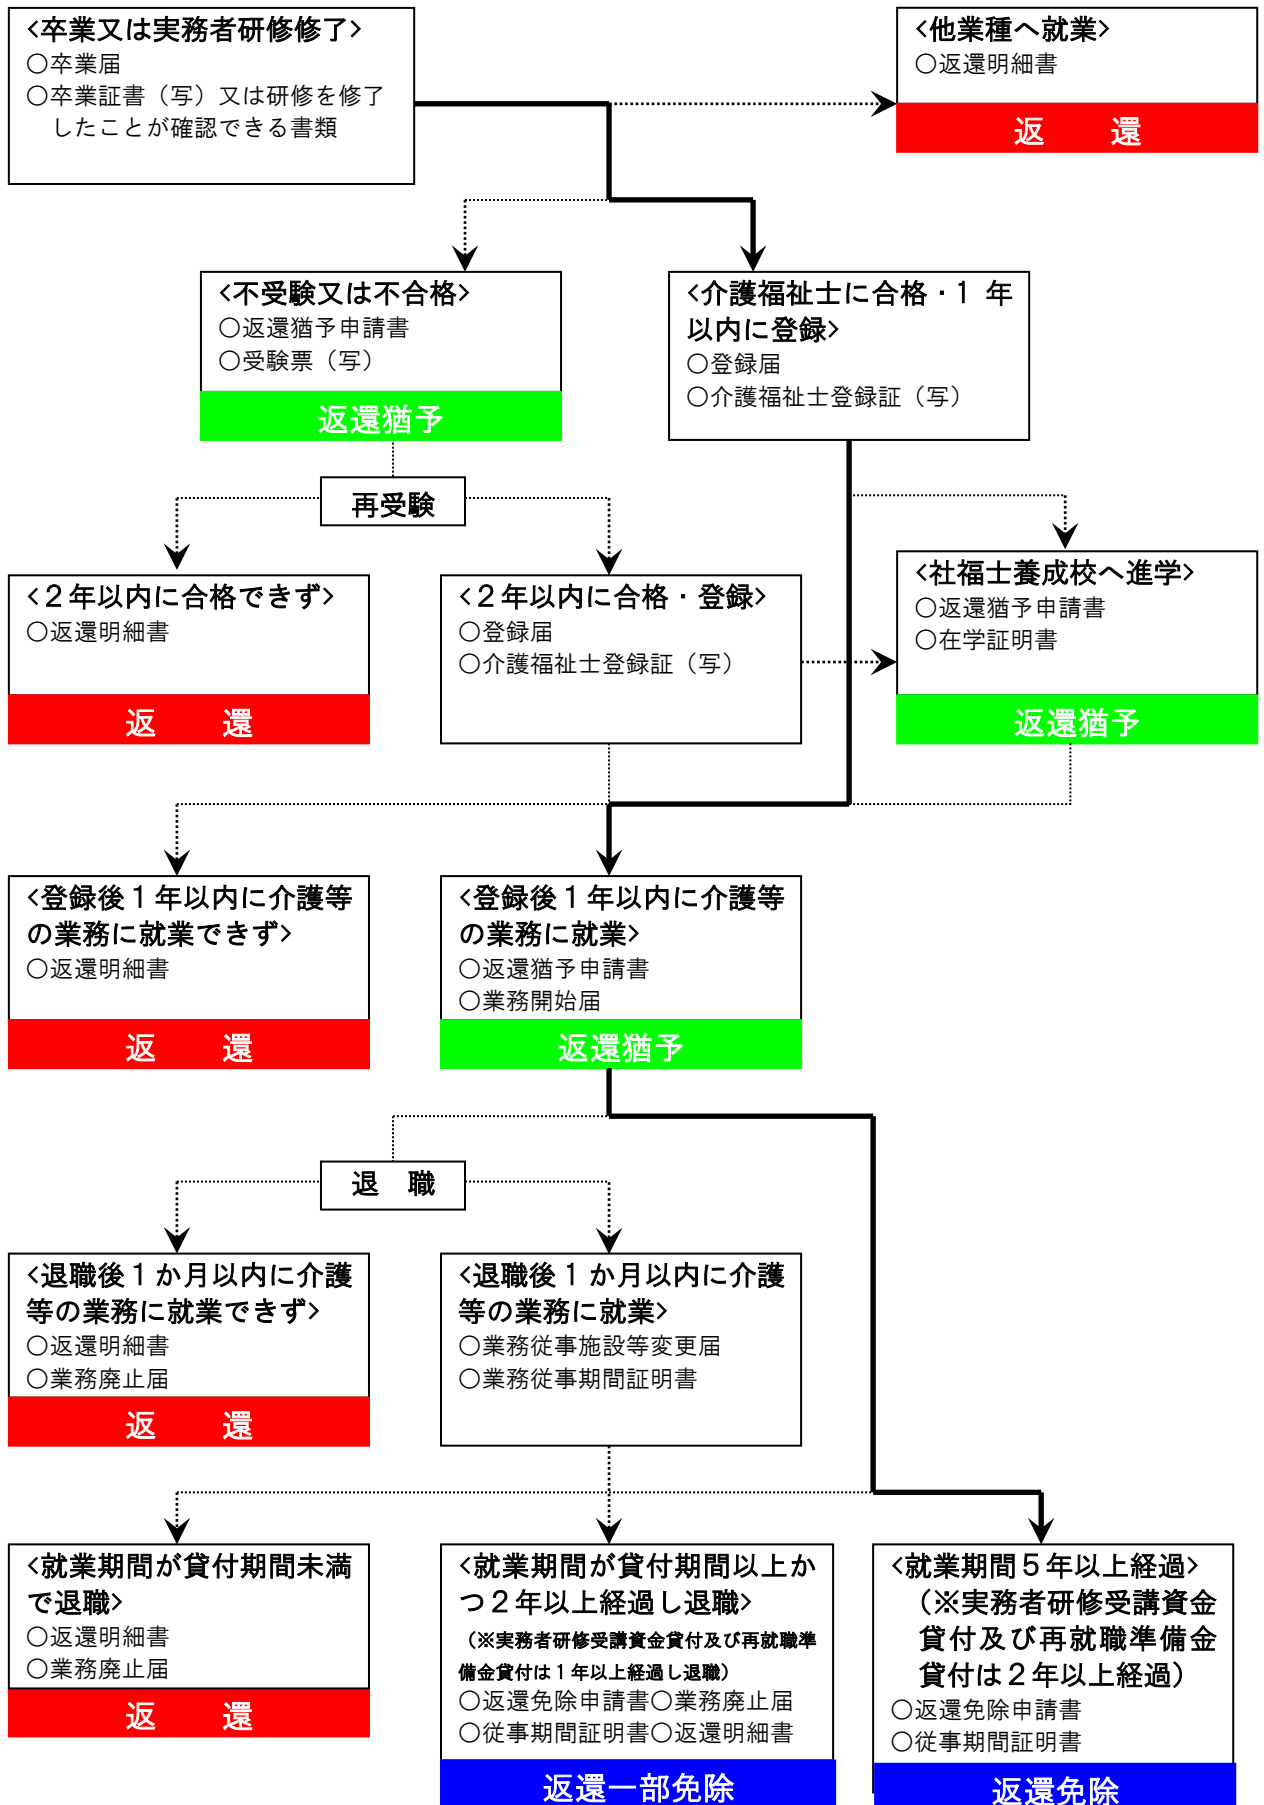 <卒業又は実務者研修修了>
○卒業届
○卒業証書（写）又は研修を修了
したことが確認できる書類
<他業種へ就業>
○返還明細書
返　　還
<不受験又は不合格>
○返還猶予申請書
○受験票（写）
返還猶予
<介護福祉士に合格・１年
以内に登録>
○登録届
○介護福祉士登録証（写）
再受験
<２年以内に合格できず>
○返還明細書
返　　還
<２年以内に合格・登録>
○登録届
○介護福祉士登録証（写）
<社福士養成校へ進学>
○返還猶予申請書
○在学証明書
返還猶予
<登録後１年以内に介護等
の業務に就業できず>
○返還明細書
返　　還
<登録後１年以内に介護等
の業務に就業>
○返還猶予申請書
○業務開始届
返還猶予
退　職
<退職後１か月以内に介護
等の業務に就業できず>
○返還明細書
○業務廃止届
返　　還
<退職後１か月以内に介護
等の業務に就業>
○業務従事施設等変更届
○業務従事期間証明書
<就業期間が貸付期間未満
で退職>
○返還明細書
○業務廃止届
返　　還
<就業期間が貸付期間以上か
つ２年以上経過し退職>
（※実務者研修受講資金貸付及び再就職準
備金貸付は１年以上経過し退職）
○返還免除申請書○業務廃止届
○従事期間証明書○返還明細書
返還一部免除
<就業期間５年以上経過>
（※実務者研修受講資金
貸付及び再就職準備金
貸付は２年以上経過）
○返還免除申請書
○従事期間証明書
返還免除